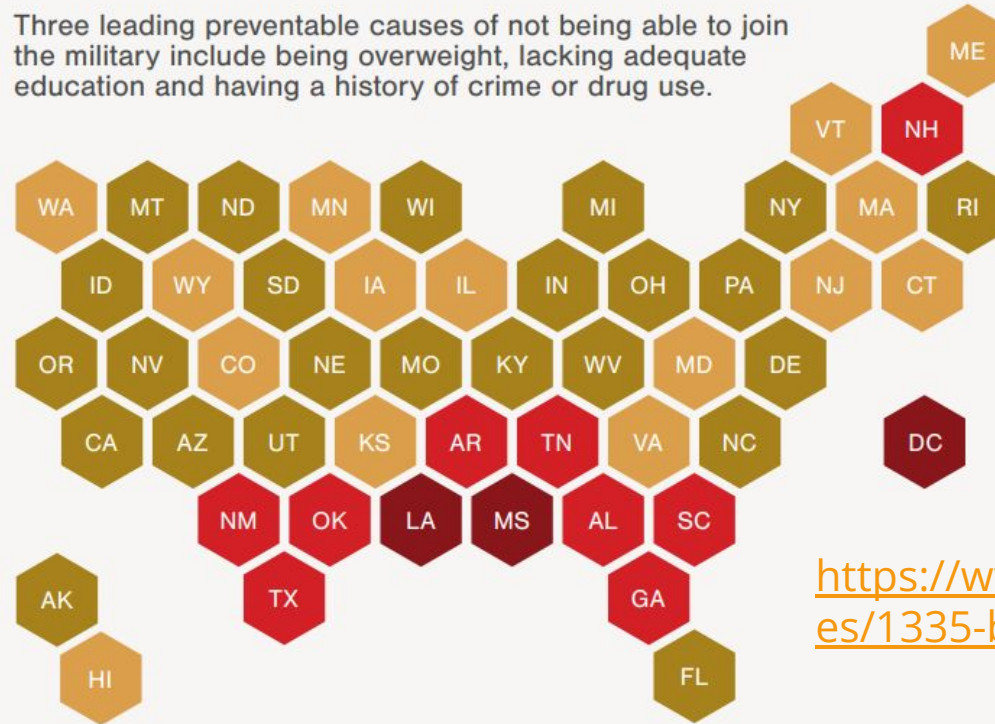 Three leading preventable causes of not being able to join
the military include being overweight, lacking adequate
education and having a history of crime or drug use.
ME
VT NH
WA MT ND MN WI MI NY MA RI
ID WY SD IA IL IN OH PA NJ CT
OR NV CO NE MO KY WV MD DE
CA AZ UT KS AR TN VA NC DC
NM OK LA MS AL SC
AK TX GA
HI FL
es/1335-